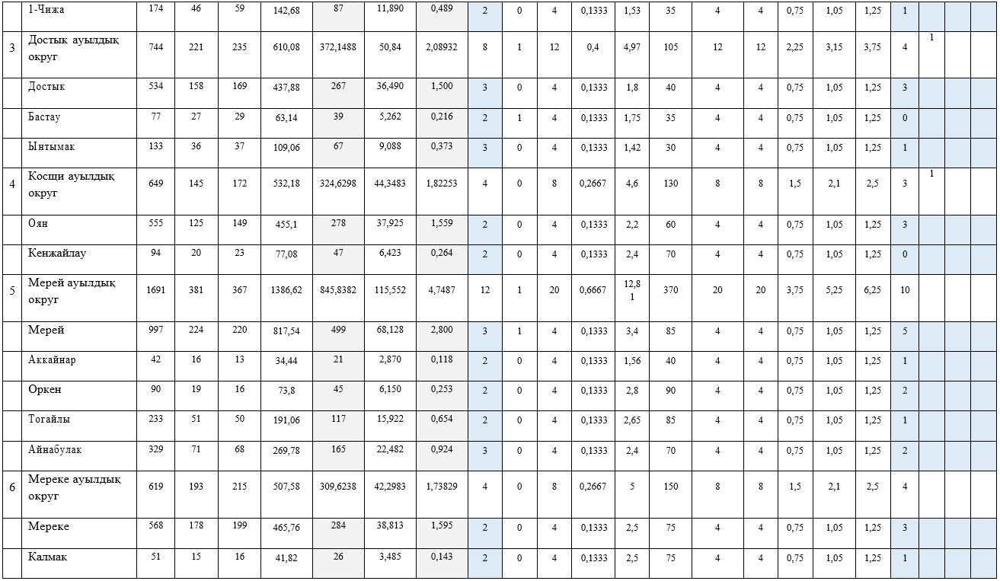 1-Чижа 174 46 59 142,68 87 11,890 0,489 2 0 4 0,1333 1,53 35 4 4 0,75 1,05 1,25 1
3 Достык ауылдық округ 744 221 235 610,08 372,1488 50,84 2,08932 8 1 12 0,4 4,97 105 12 12 2,25 3,15 3,75 4 1
Достык 534 158 169 437,88 267 36,490 1,500 3 0 4 0,1333 1,8 40 4 4 0,75 1,05 1,25 3
Бастау 77 27 29 63,14 39 5,262 0,216 2 1 4 0,1333 1,75 35 4 4 0,75 1,05 1,25 0
Ынтымак 133 36 37 109,06 67 9,088 0,373 3 0 4 0,1333 1,42 30 4 4 0,75 1,05 1,25 1
4 Косщи ауылдық округ 649 145 172 532,18 324,6298 44,3483 1,82253 4 0 8 0,2667 4,6 130 8 8 1,5 2,1 2,5 3 1
Оян 555 125 149 455,1 278 37,925 1,559 2 0 4 0,1333 2,2 60 4 4 0,75 1,05 1,25 3
Кенжайлау 94 20 23 77,08 47 6,423 0,264 2 0 4 0,1333 2,4 70 4 4 0,75 1,05 1,25 0
5 Мерей ауылдық округ 1691 381 367 1386,62 845,8382 115,552 4,7487 12 1 20 0,6667 12,81 370 20 20 3,75 5,25 6,25 10
Мерей 997 224 220 817,54 499 68,128 2,800 3 1 4 0,1333 3,4 85 4 4 0,75 1,05 1,25 5
Аккайнар 42 16 13 34,44 21 2,870 0,118 2 0 4 0,1333 1,56 40 4 4 0,75 1,05 1,25 1
Оркен 90 19 16 73,8 45 6,150 0,253 2 0 4 0,1333 2,8 90 4 4 0,75 1,05 1,25 2
Тогайлы 233 51 50 191,06 117 15,922 0,654 2 0 4 0,1333 2,65 85 4 4 0,75 1,05 1,25 1
Айнабулак 329 71 68 269,78 165 22,482 0,924 3 0 4 0,1333 2,4 70 4 4 0,75 1,05 1,25 2
6 Мереке ауылдық округ 619 193 215 507,58 309,6238 42,2983 1,73829 4 0 8 0,2667 5 150 8 8 1,5 2,1 2,5 4
Мереке 568 178 199 465,76 284 38,813 1,595 2 0 4 0,1333 2,5 75 4 4 0,75 1,05 1,25 3
Калмак 51 15 16 41,82 26 3,485 0,143 2 0 4 0,1333 2,5 75 4 4 0,75 1,05 1,25 1